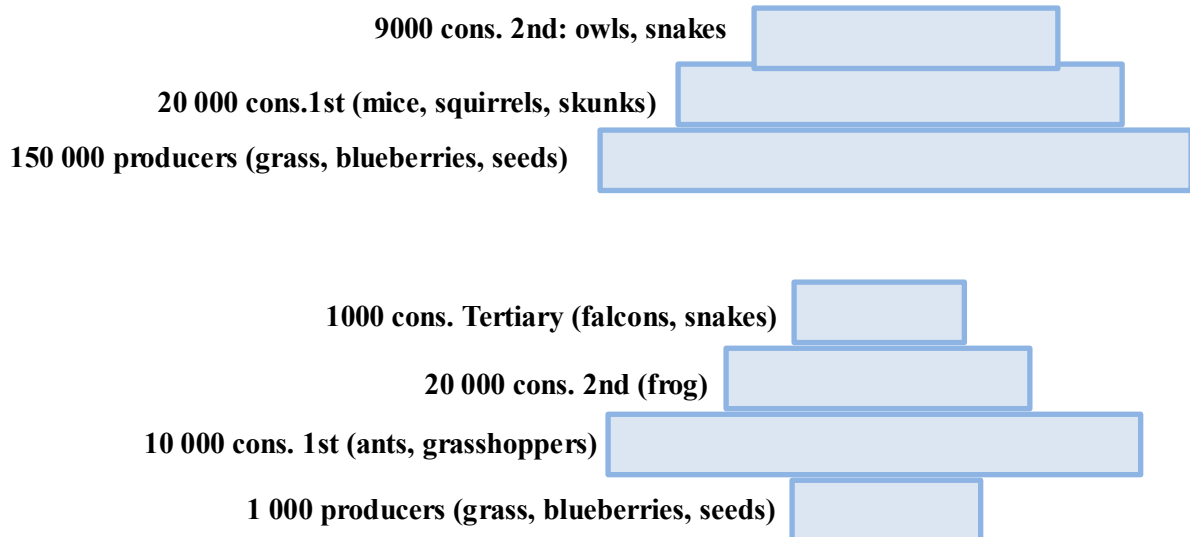 9000 cons. 2nd: owls, snakes
20 000 cons.1st (mice, squirrels, skunks)
150 000 producers (grass, blueberries, seeds)
1000 cons. Tertiary (falcons, snakes)
20 000 cons. 2nd (frog)
10 000 cons. 1st (ants, grasshoppers)
1 000 producers (grass, blueberries, seeds)